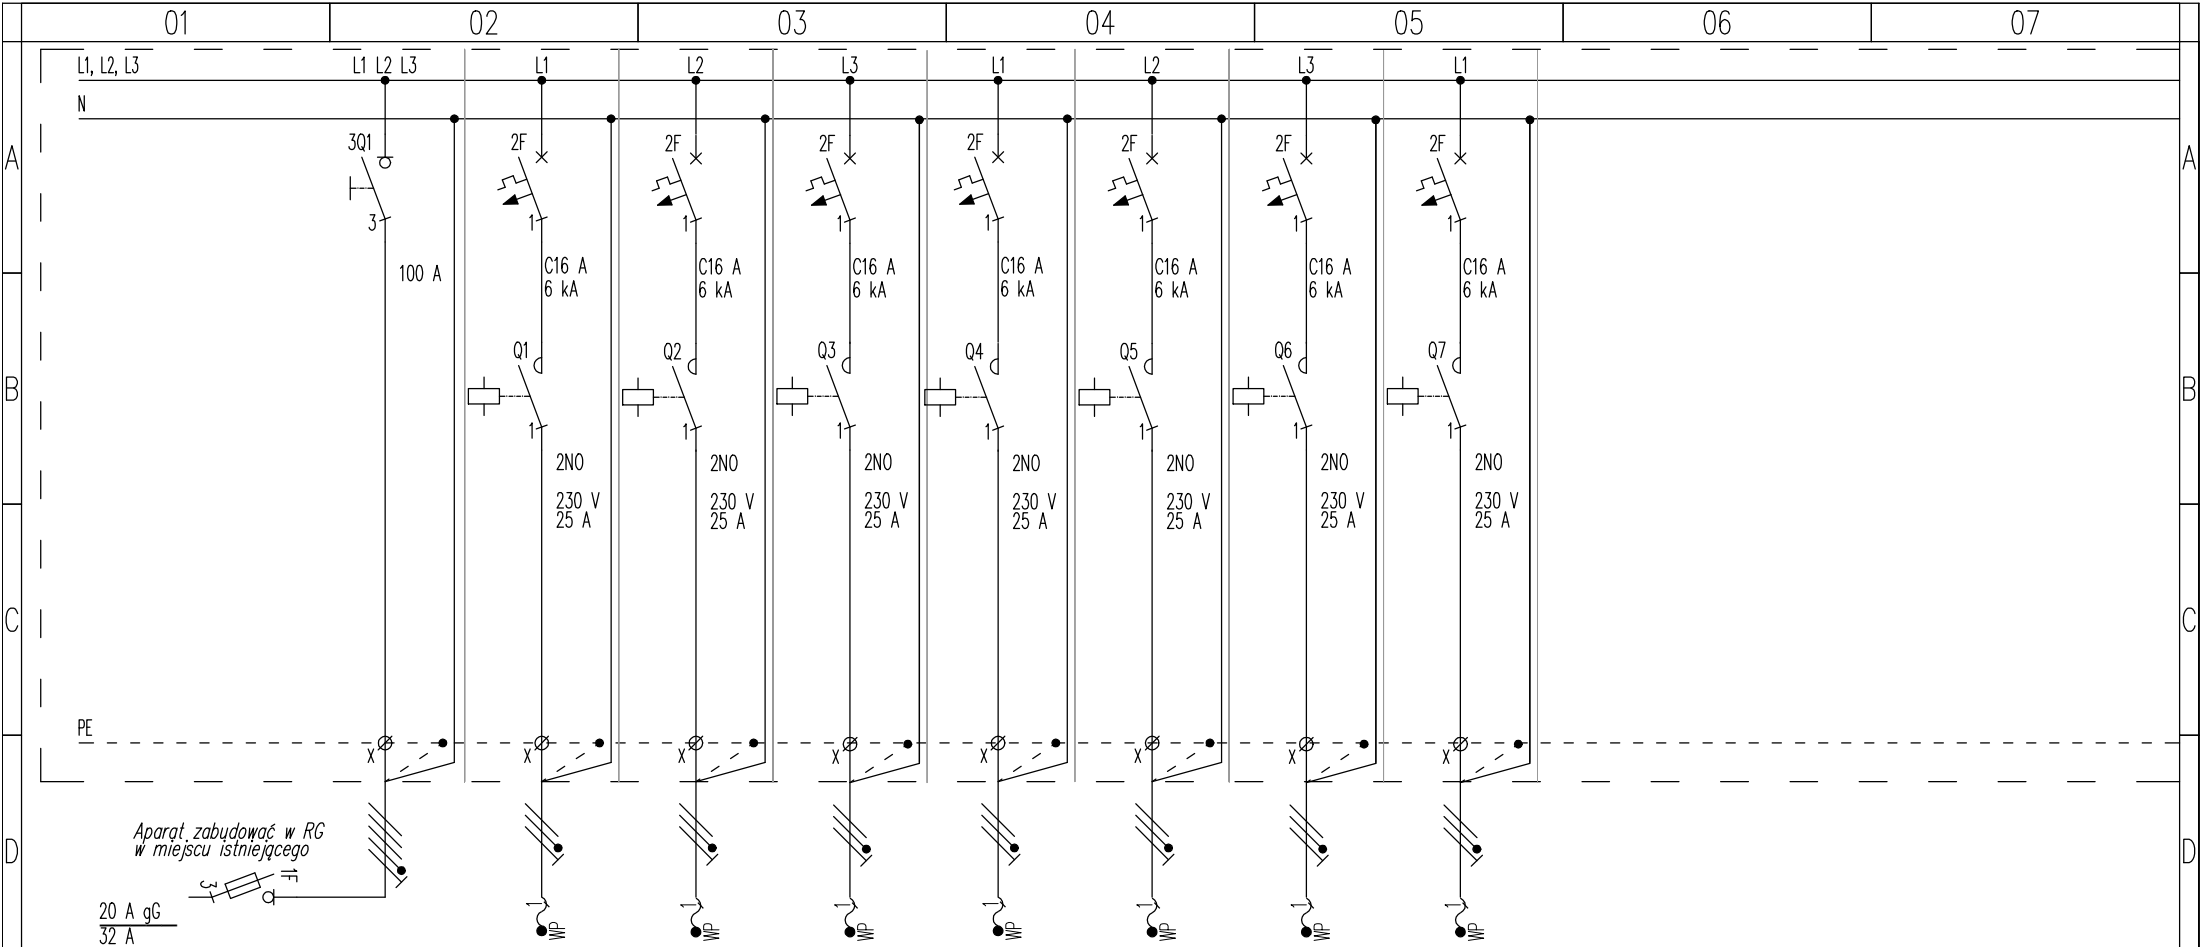 01 02 03 04 05 06 07
L1, L2, L3 L1 L2 L3 L1 L2 L3 L1 L2 L3 L1
N
3Q1 2F 2F 2F 2F 2F 2F 2F
A A
3 1 1 1 1 1 1 1
100 A C16 A C16 A C16 A C16 A C16 A C16 A C16 A
6 kA 6 kA 6 kA 6 kA 6 kA 6 kA 6 kA
Q1 Q2 Q3 Q4 Q5 Q6 Q7
B B
1 1 1 1 1 1 1
2NO 2NO 2NO 2NO 2NO 2NO 2NO
230 V 230 V 230 V 230 V 230 V 230 V 230 V
25 A 25 A 25 A 25 A 25 A 25 A 25 A
C C
PE
X X X X X X X X
Aparat zabudować w RG
w miejscu istniejącego
D D
3 1F
20 A gG
32 A
1 1 1 1 1 1 1
WP WP WP WP WP WP WP